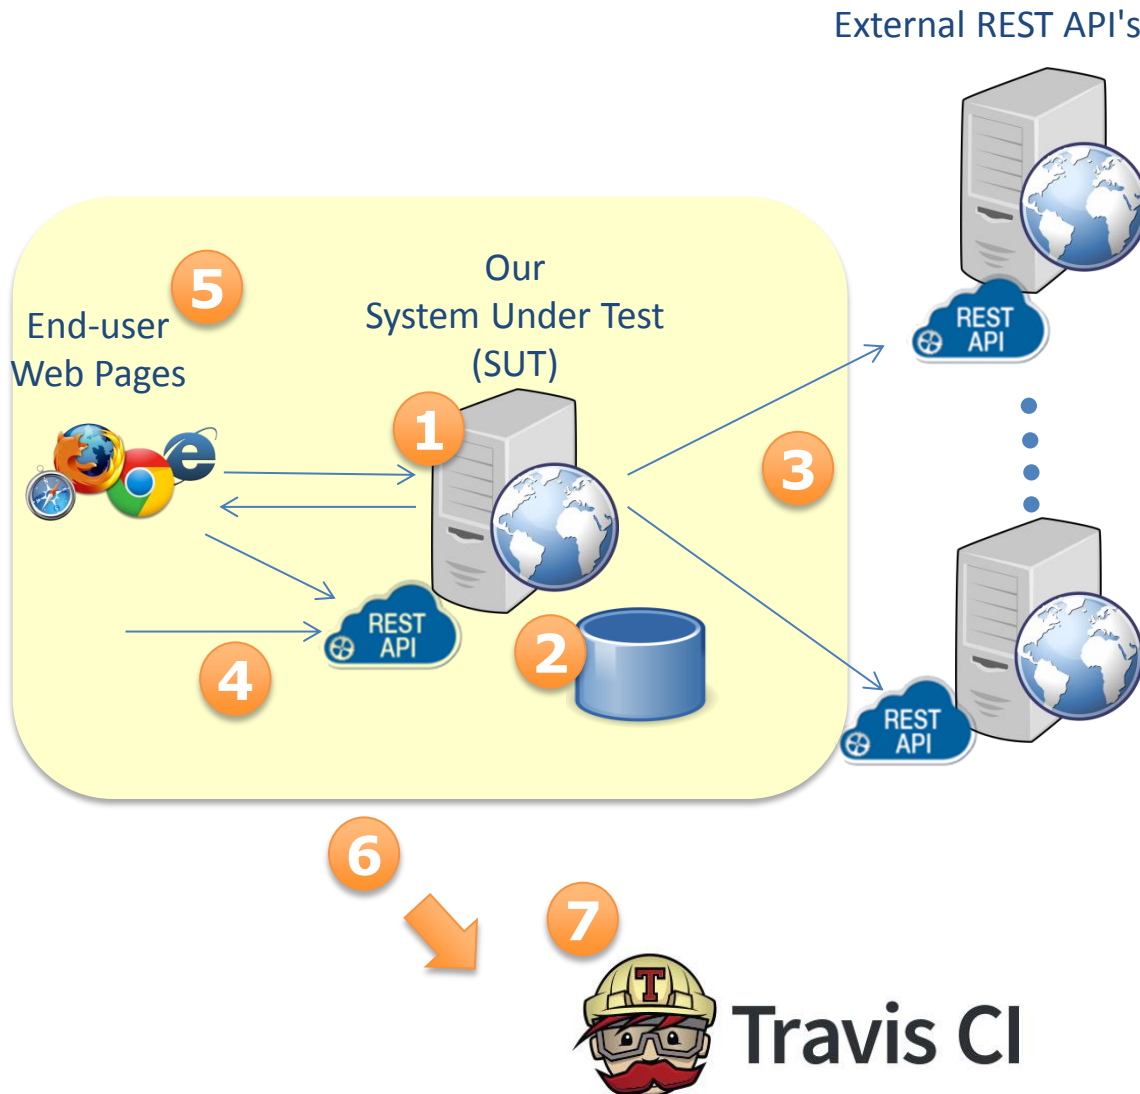 External REST API's
REST
API
5
Our
System Under Test
(SUT)
End-user
Web Pages
1
3
REST
API
4
2
REST
API
6
7
T
Travis CI